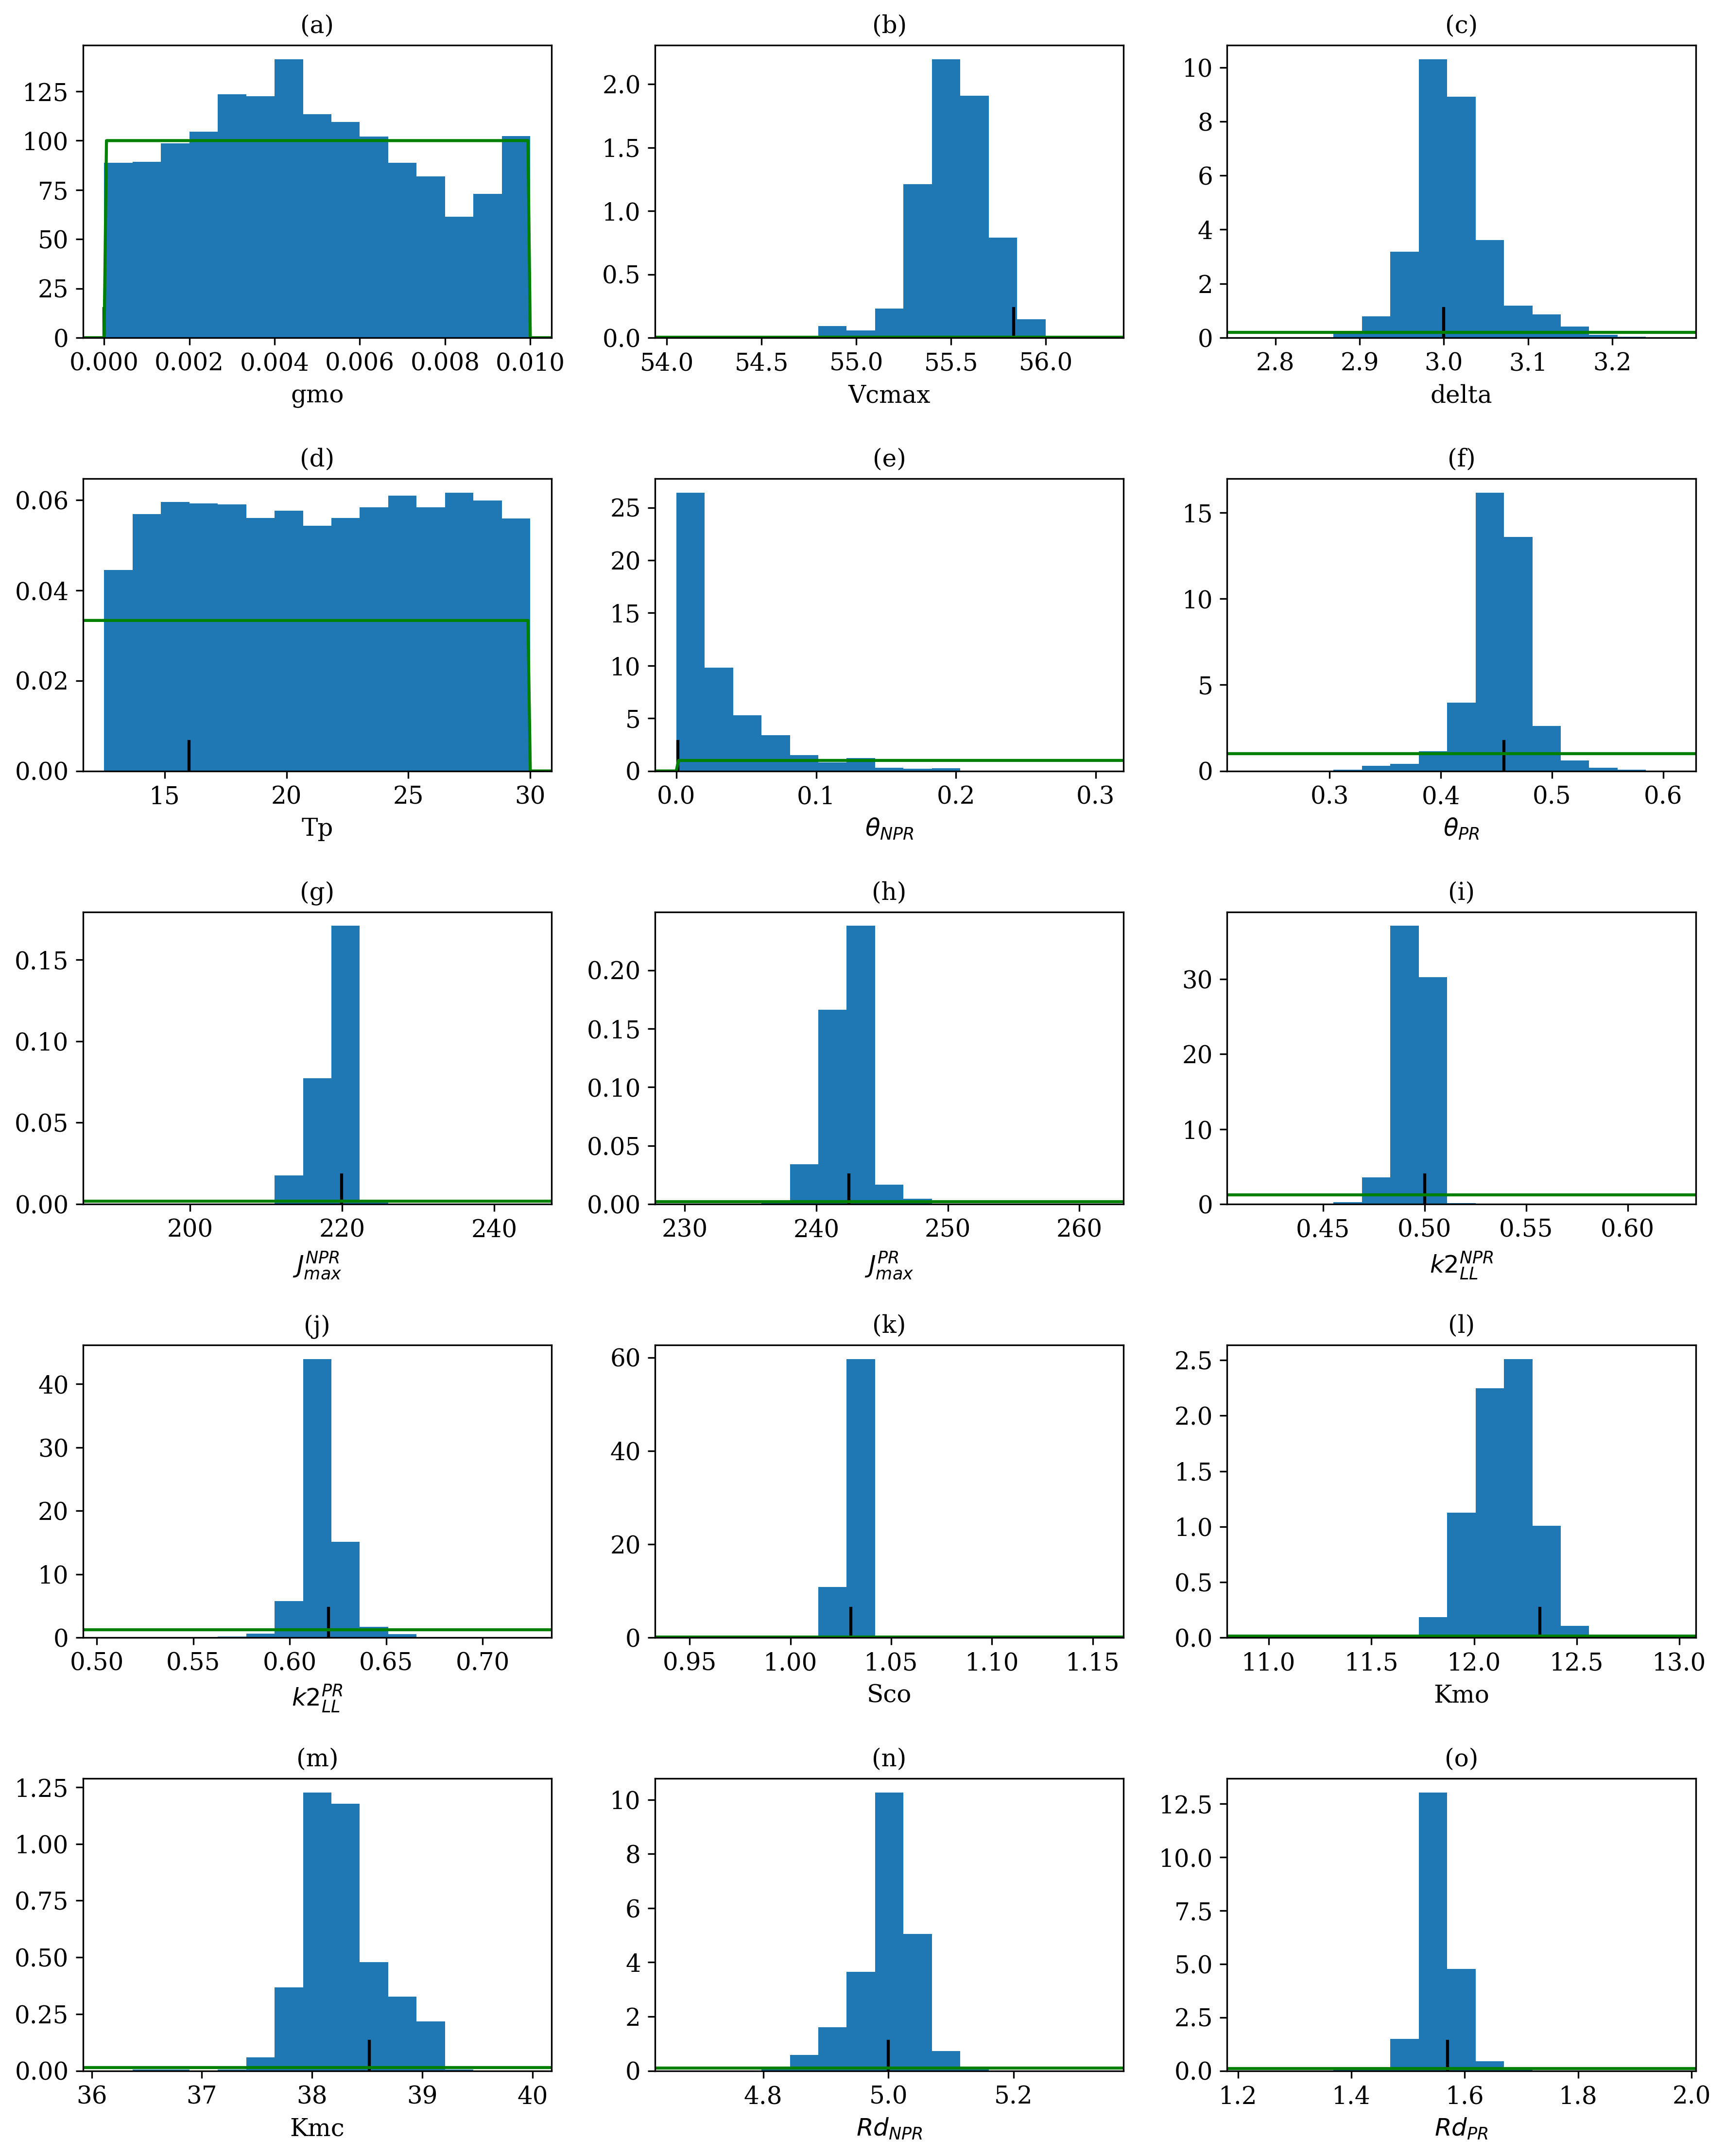 (a) (b) (c)
125 100 75 50 25 0
0.000 0.002 0.004 0.006 0.008 0.010
gmo
2.0 1.5 1.0 0.5 0.0
54.0 54.5 55.0 55.5 56.0
Vcmax
10 8 6 4 2 0
2.8 2.9 3.0 3.1 3.2
delta
(d) (e) (f)
0.06 0.04 0.02 0.00
15 20 25 30
Tp
25 20 15 10 5 0
0.0 0.1 0.2 0.3
θ_NPR
15 10 5 0
0.3 0.4 0.5 0.6
θ_PR
(g) (h) (i)
0.15 0.10 0.05 0.00
200 220 240
J_max^NPR
0.20 0.15 0.10 0.05 0.00
230 240 250 260
J_max^PR
30 20 10 0
0.45 0.50 0.55 0.60
k2_LL^NPR
(j) (k) (l)
40 30 20 10 0
0.50 0.55 0.60 0.65 0.70
k2_LL^PR
60 40 20 0
0.95 1.00 1.05 1.10 1.15
Sco
2.5 2.0 1.5 1.0 0.5 0.0
11.0 11.5 12.0 12.5 13.0
Kmo
(m) (n) (o)
1.25 1.00 0.75 0.50 0.25 0.00
36 37 38 39 40
Kmc
10 8 6 4 2 0
4.8 5.0 5.2
Rd_NPR
12.5 10.0 7.5 5.0 2.5 0.0
1.2 1.4 1.6 1.8 2.0
Rd_PR